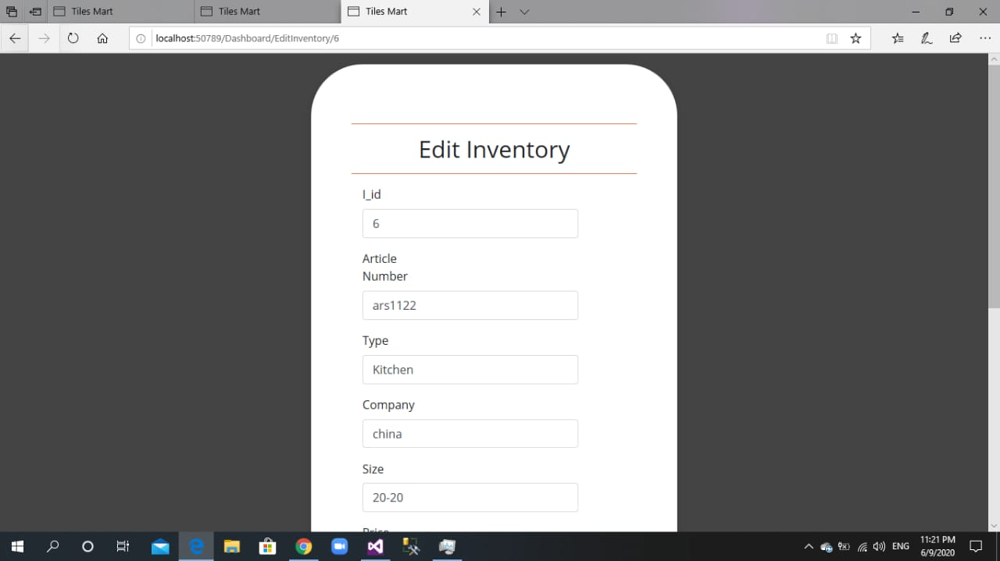 Tiles Mart
Tiles Mart
Tiles Mart
localhost:50789/Dashboard/EditInventory/6
Edit Inventory
I_id
6
Article
Number
ars1122
Type
Kitchen
Company
china
Size
20-20
Price
ENG
11:21 PM
6/9/2020